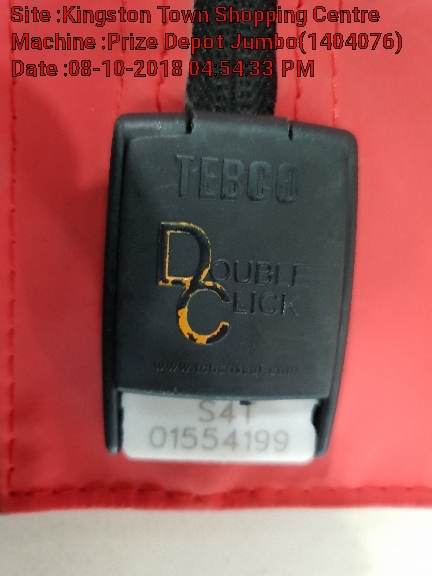 Site :Kingston Town Shopping Centre
Machine :Prize Depot Jumbo(1404076)
Date :08-10-2018 04:54:33 PM
TEBCO
DOUBLE
CLICK
S4T
01554199